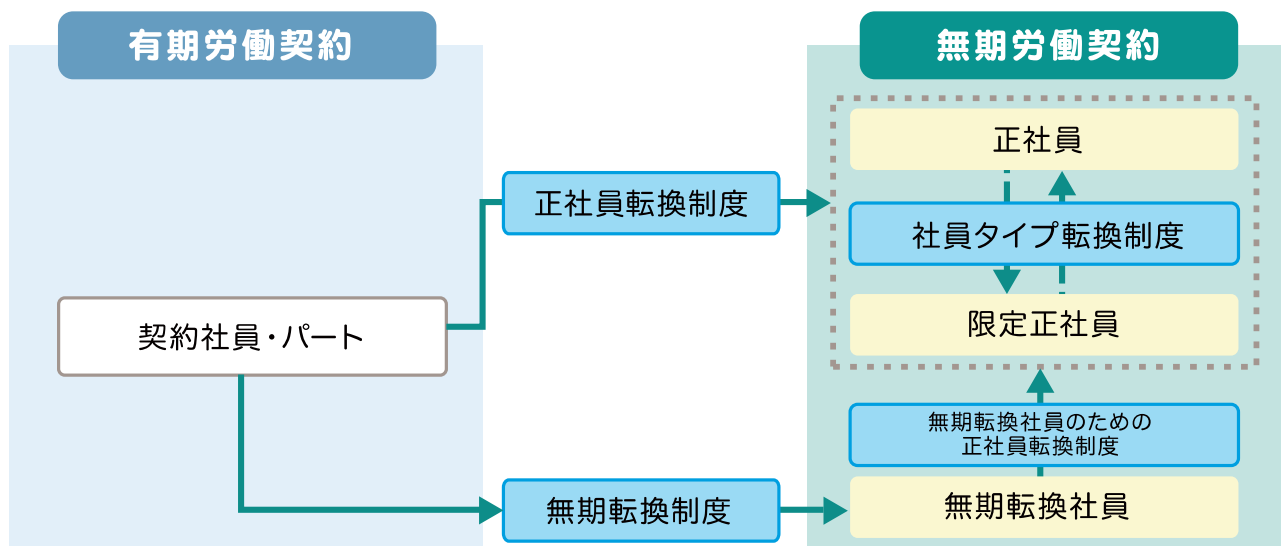 有期労働契約
無期労働契約
正社員
正社員転換制度
社員タイプ転換制度
契約社員・パート
限定正社員
無期転換社員のための
正社員転換制度
無期転換制度
無期転換社員